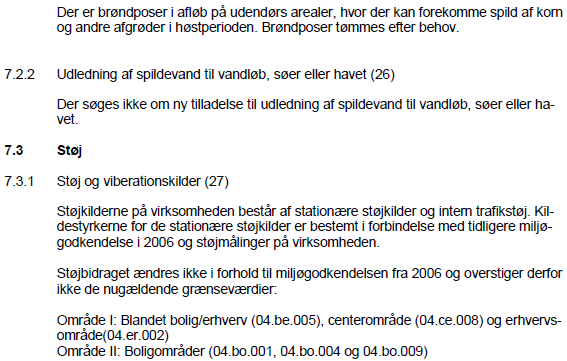 Der er brøndposer i afløb på udendørs arealer, hvor der kan forekomme spild af korn
og andre afgrøder i høstperioden. Brøndposer tømmes efter behov.
7.2.2 Udledning af spildevand til vandløb, søer eller havet (26)
Der søges ikke om ny tilladelse til udledning af spildevand til vandløb, søer eller ha-
vet.
7.3 Støj
7.3.1 Støj og viberationskilder (27)
Støjkilderne på virksomheden består af stationære støjkilder og intern trafikstøj. Kil-
destyrkerne for de stationære støjkilder er bestemt i forbindelse med tidligere miljø-
godkendelse i 2006 og støjmålinger på virksomheden.
Støjbidraget ændres ikke i forhold til miljøgodkendelsen fra 2006 og overstiger derfor
ikke de nugældende grænseværdier:
Område I: Blandet bolig/erhverv (04.be.005), centerområde (04.ce.008) og erhvervs-
område(04.er.002)
Område II: Boligområder (04.bo.001, 04.bo.004 og 04.bo.009)